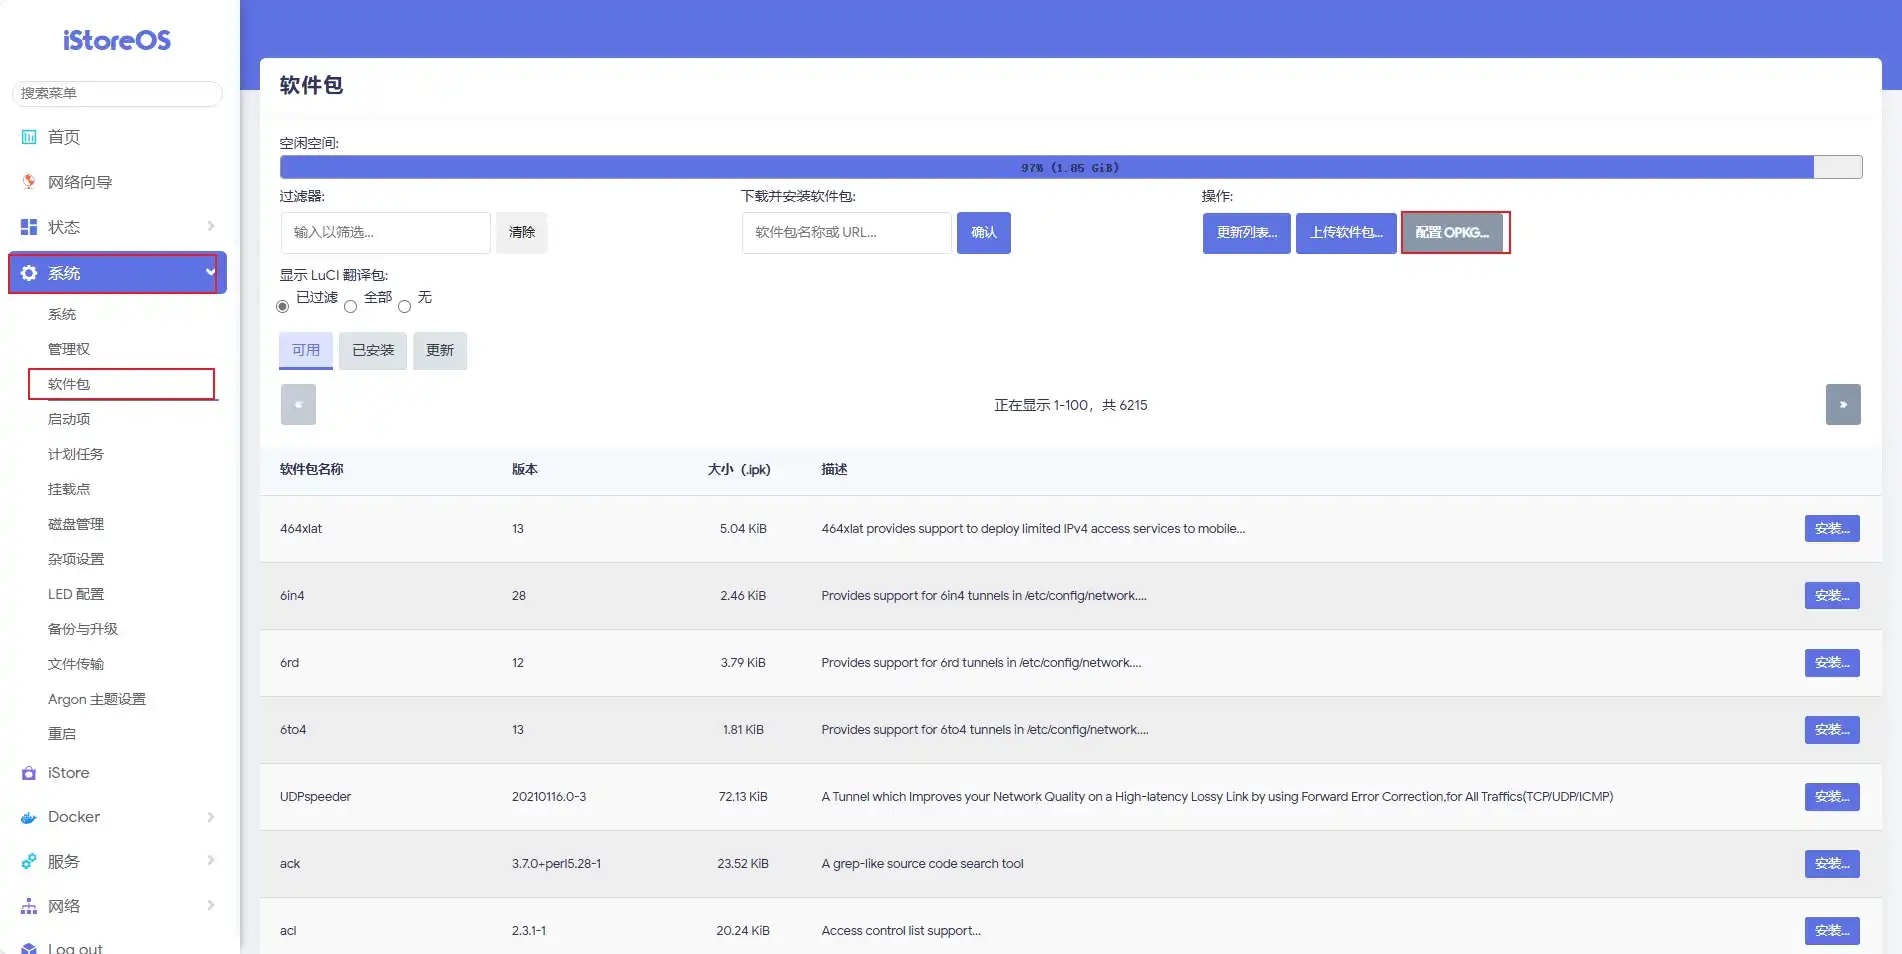 iStoreOS
搜索菜单
首页
网络向导
状态
系统
系统
管理权
软件包
启动项
计划任务
挂载点
磁盘管理
杂项设置
LED 配置
备份与升级
文件传输
Argon 主题设置
重启
iStore
Docker
服务
网络
Log out
软件包
空闲空间:
97% (1.85 GiB)
过滤器: 下载并安装软件包: 操作:
输入以筛选... 清除 软件包名称或 URL... 确认 更新列表... 上传软件包... 配置 OPKG...
显示 LuCI 翻译包:
已过滤 全部 无
可用 已安装 更新
« 正在显示 1-100，共 6215 »
软件包名称 版本 大小（.ipk) 描述
464xlat 13 5.04 KiB 464xlat provides support to deploy limited IPv4 access services to mobile... 安装...
6in4 28 2.46 KiB Provides support for 6in4 tunnels in /etc/config/network.... 安装...
6rd 12 3.79 KiB Provides support for 6rd tunnels in /etc/config/network.... 安装...
6to4 13 1.81 KiB Provides support for 6to4 tunnels in /etc/config/network.... 安装...
UDPspeeder 20210116.0-3 72.13 KiB A Tunnel which Improves your Network Quality on a High-latency Lossy Link by using Forward Error Correction,for All Traffics(TCP/UDP/ICMP) 安装...
ack 3.7.0+perl5.28-1 23.52 KiB A grep-like source code search tool 安装...
acl 2.3.1-1 20.24 KiB Access control list support... 安装...